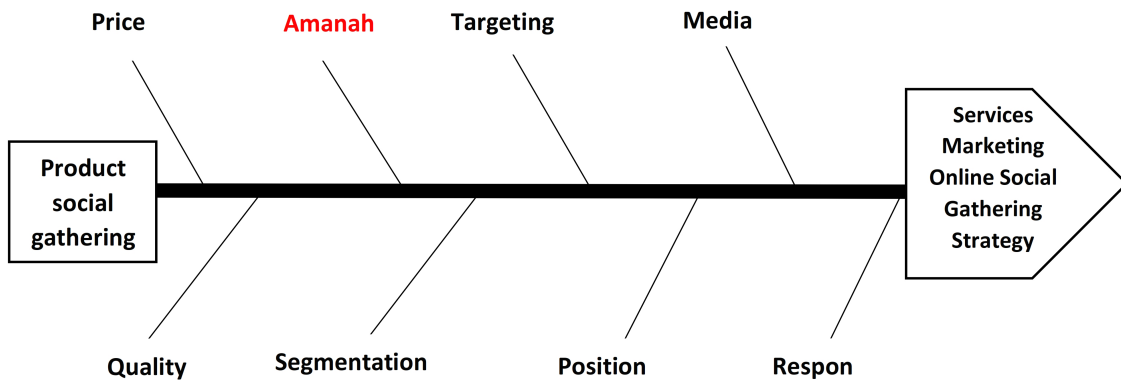 Price
Amanah
Targeting
Media
Product
social
gathering
Services
Marketing
Online Social
Gathering
Strategy
Quality
Segmentation
Position
Respon